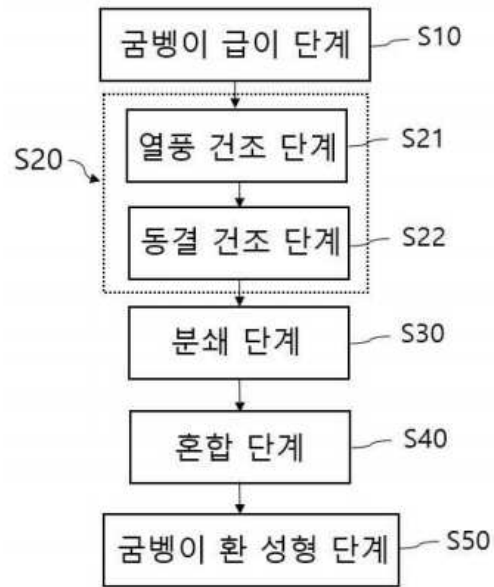 굼벵이 급이 단계 S10
열풍 건조 단계 S21
S20
동결 건조 단계 S22
분쇄 단계 S30
혼합 단계 S40
굼벵이 환 성형 단계 S50